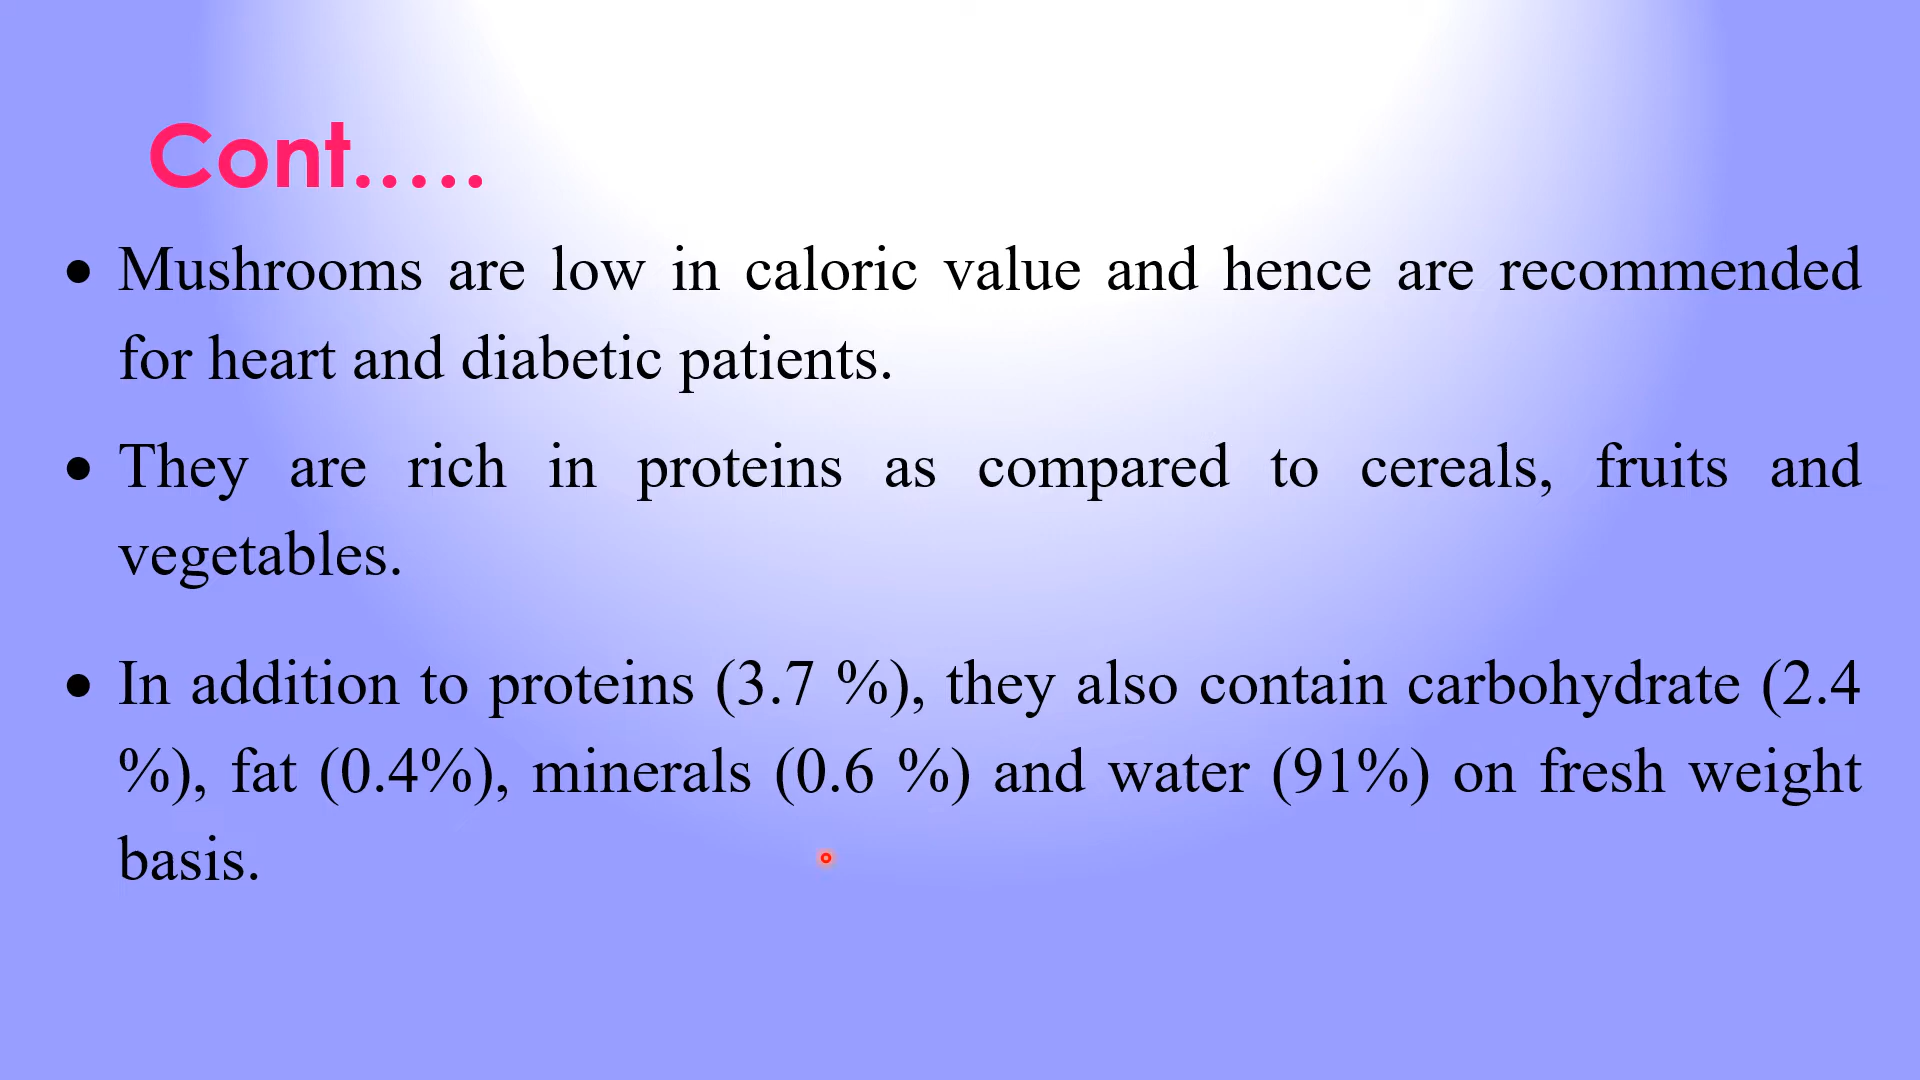 Cont.....
• Mushrooms are low in caloric value and hence are recommended
for heart and diabetic patients.
• They are rich in proteins as compared to cereals, fruits and
vegetables.
• In addition to proteins (3.7 %), they also contain carbohydrate (2.4
%), fat (0.4%), minerals (0.6 %) and water (91%) on fresh weight
basis.